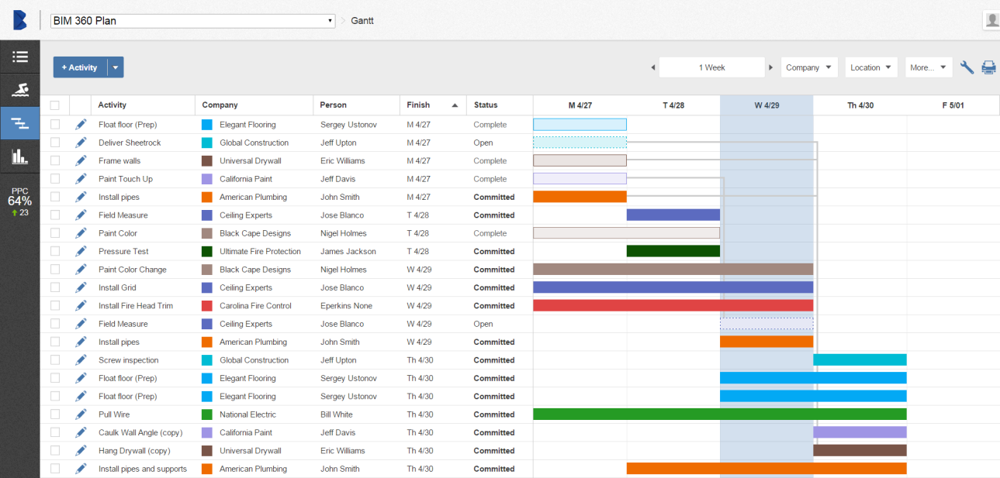 BIM 360 Plan Gantt
+ Activity 1 Week Company Location More...
Activity Company Person Finish Status M 4/27 T 4/28 W 4/29 Th 4/30 F 5/01
Float floor (Prep) Elegant Flooring Sergey Ustonov M 4/27 Complete
Deliver Sheetrock Global Construction Jeff Upton M 4/27 Open
Frame walls Universal Drywall Eric Williams M 4/27 Complete
Paint Touch Up California Paint Jeff Davis M 4/27 Complete
PPC
64%
23
Install pipes American Plumbing John Smith M 4/27 Committed
Field Measure Ceiling Experts Jose Blanco T 4/28 Committed
Paint Color Black Cape Designs Nigel Holmes T 4/28 Complete
Pressure Test Ultimate Fire Protection James Jackson T 4/28 Committed
Paint Color Change Black Cape Designs Nigel Holmes W 4/29 Committed
Install Grid Ceiling Experts Jose Blanco W 4/29 Committed
Install Fire Head Trim Carolina Fire Control Eperkins None W 4/29 Committed
Field Measure Ceiling Experts Jose Blanco W 4/29 Open
Install pipes American Plumbing John Smith W 4/29 Committed
Screw inspection Global Construction Jeff Upton Th 4/30 Committed
Float floor (Prep) Elegant Flooring Sergey Ustonov Th 4/30 Committed
Float floor (Prep) Elegant Flooring Sergey Ustonov Th 4/30 Committed
Pull Wire National Electric Bill White Th 4/30 Committed
Caulk Wall Angle (copy) California Paint Jeff Davis Th 4/30 Committed
Hang Drywall (copy) Universal Drywall Eric Williams Th 4/30 Committed
Install pipes and supports American Plumbing John Smith Th 4/30 Committed